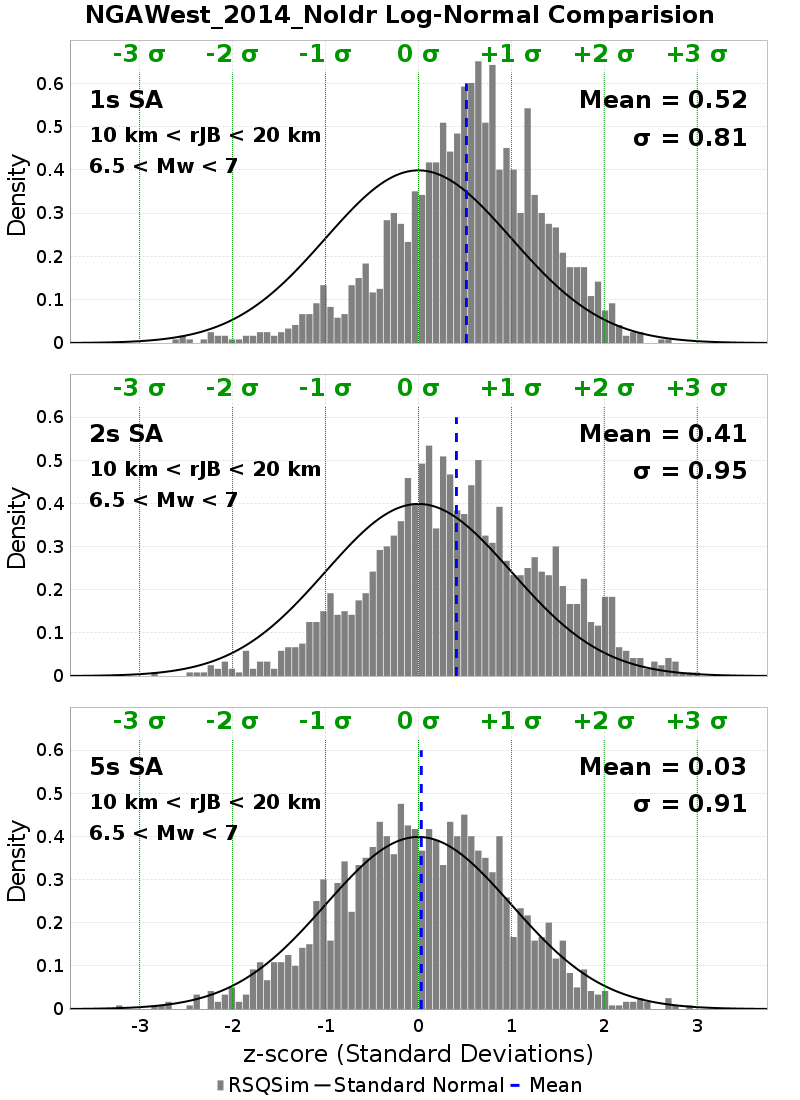 NGAWest_2014_NoIdr Log-Normal Comparision
-3 σ -2 σ -1 σ 0 σ +1 σ +2 σ +3 σ
1s SA
Mean = 0.52
10 km < rJB < 20 km
σ = 0.81
6.5 < Mw < 7
0.6
0.5
0.4
0.3
0.2
0.1
0
Density
-3 σ -2 σ -1 σ 0 σ +1 σ +2 σ +3 σ
2s SA
Mean = 0.41
10 km < rJB < 20 km
σ = 0.95
6.5 < Mw < 7
0.6
0.5
0.4
0.3
0.2
0.1
0
Density
-3 σ -2 σ -1 σ 0 σ +1 σ +2 σ +3 σ
5s SA
Mean = 0.03
10 km < rJB < 20 km
σ = 0.91
6.5 < Mw < 7
0.6
0.5
0.4
0.3
0.2
0.1
0
Density
-3 -2 -1 0 1 2 3
z-score (Standard Deviations)
RSQSim Standard Normal Mean